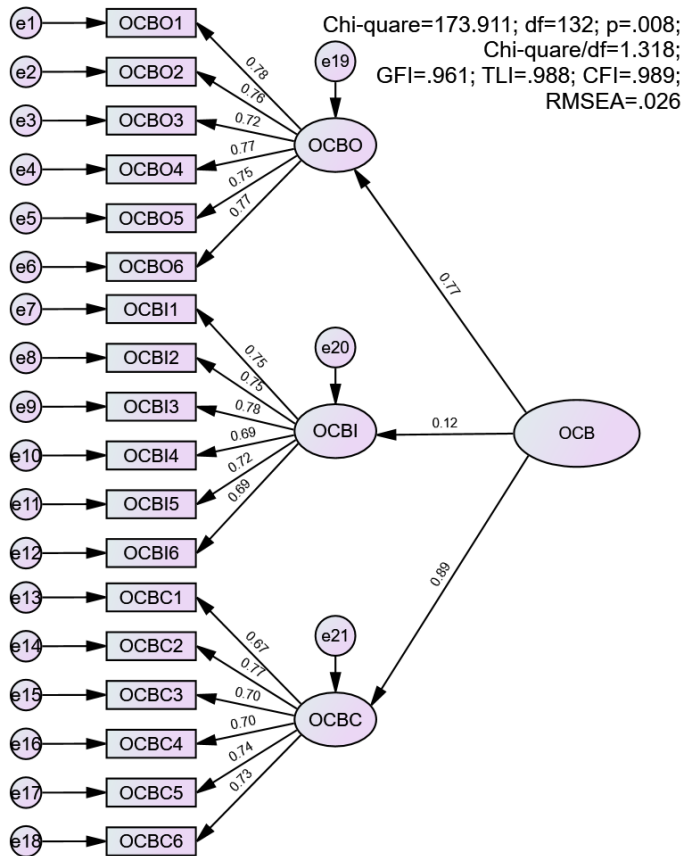 Chi-quare=173.911; df=132; p=.008;
Chi-quare/df=1.318;
GFI=.961; TLI=.988; CFI=.989;
RMSEA=.026
e1 OCBO1
e2 OCBO2
e3 OCBO3
e4 OCBO4
e5 OCBO5
e6 OCBO6
0.78
0.76
0.72
0.77
0.75
0.77
e19
OCBO
0.77
e7 OCBI1
e8 OCBI2
e9 OCBI3
e10 OCBI4
e11 OCBI5
e12 OCBI6
0.75
0.75
0.78
0.69
0.72
0.69
e20
OCBI
0.12
OCB
e13 OCBC1
e14 OCBC2
e15 OCBC3
e16 OCBC4
e17 OCBC5
e18 OCBC6
0.67
0.77
0.70
0.70
0.74
0.73
e21
OCBC
0.89